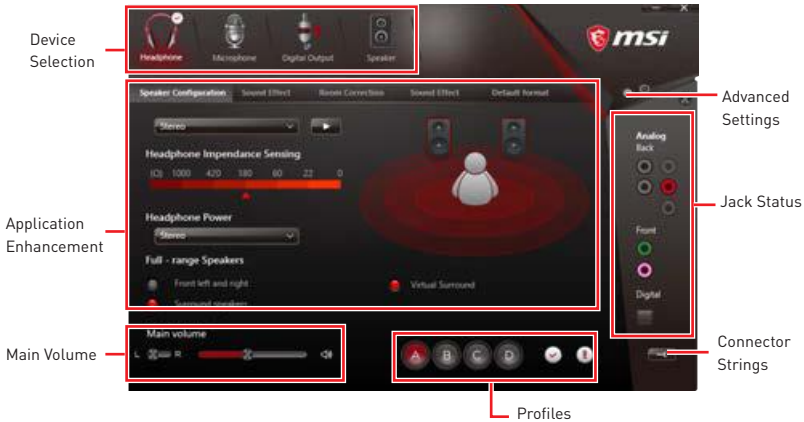 Device
Selection
msi
Headphone
Microphone
Digital Output
Speaker
Speaker Configuration
Sound Effect
Room Correction
Sound Effect
Default format
Advanced
Settings
Stereo
Headphone Impendance Sensing
(Ω) 1000 420 180 60 22 0
Headphone Power
Stereo
Full - range Speakers
Front left and right
Virtual Surround
Surround speakers
Application
Enhancement
Analog
Back
Front
Digital
Jack Status
Main volume
L R
Main Volume
A B C D
Profiles
Connector
Strings